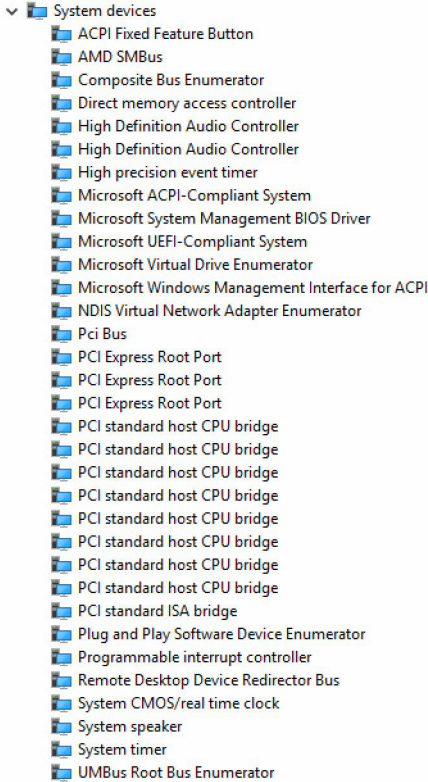 System devices
ACPI Fixed Feature Button
AMD SMBus
Composite Bus Enumerator
Direct memory access controller
High Definition Audio Controller
High Definition Audio Controller
High precision event timer
Microsoft ACPI-Compliant System
Microsoft System Management BIOS Driver
Microsoft UEFI-Compliant System
Microsoft Virtual Drive Enumerator
Microsoft Windows Management Interface for ACPI
NDIS Virtual Network Adapter Enumerator
Pci Bus
PCI Express Root Port
PCI Express Root Port
PCI Express Root Port
PCI standard host CPU bridge
PCI standard host CPU bridge
PCI standard host CPU bridge
PCI standard host CPU bridge
PCI standard host CPU bridge
PCI standard host CPU bridge
PCI standard host CPU bridge
PCI standard host CPU bridge
PCI standard ISA bridge
Plug and Play Software Device Enumerator
Programmable interrupt controller
Remote Desktop Device Redirector Bus
System CMOS/real time clock
System speaker
System timer
UMBus Root Bus Enumerator